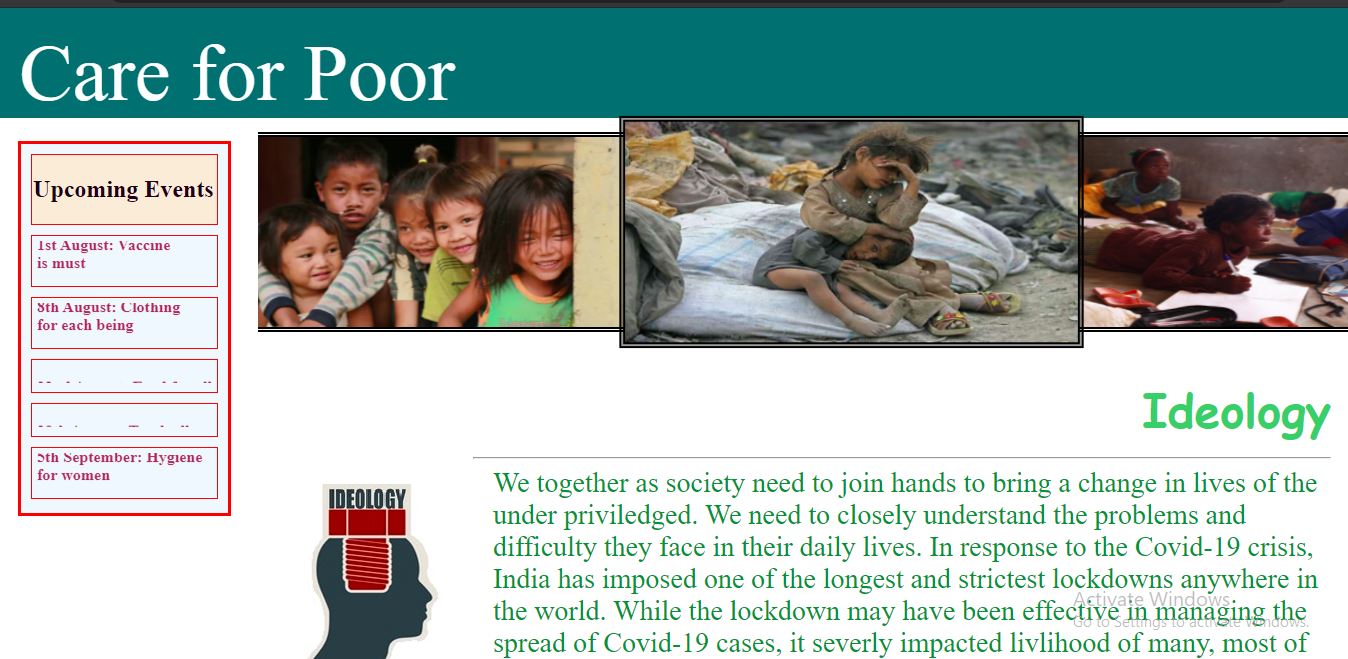 Care for Poor
Upcoming Events
1st August: Vaccine
is must
8th August: Clothing
for each being
5th September: Hygiene
for women
Ideology
IDEOLOGY
We together as society need to join hands to bring a change in lives of the
under priviledged. We need to closely understand the problems and
difficulty they face in their daily lives. In response to the Covid-19 crisis,
India has imposed one of the longest and strictest lockdowns anywhere in
the world. While the lockdown may have been effective in managing the
spread of Covid-19 cases, it severly impacted livlihood of many, most of
Activate Windows
Go to Settings to activate Windows.